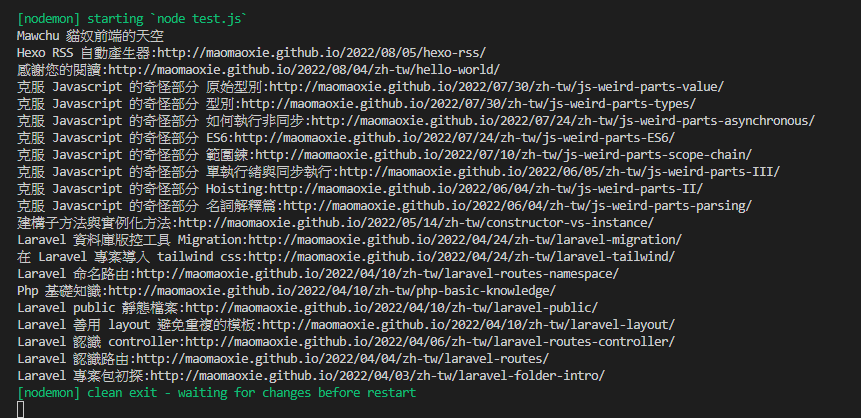 [nodemon] starting `node test.js`
Mawchu 貓奴前端的天空
Hexo RSS 自動產生器:http://maomaoxie.github.io/2022/08/05/hexo-rss/
感謝您的閱讀:http://maomaoxie.github.io/2022/08/04/zh-tw/hello-world/
克服 Javascript 的奇怪部分 原始型別:http://maomaoxie.github.io/2022/07/30/zh-tw/js-weird-parts-value/
克服 Javascript 的奇怪部分 型別:http://maomaoxie.github.io/2022/07/30/zh-tw/js-weird-parts-types/
克服 Javascript 的奇怪部分 如何執行非同步:http://maomaoxie.github.io/2022/07/24/zh-tw/js-weird-parts-asynchronous/
克服 Javascript 的奇怪部分 ES6:http://maomaoxie.github.io/2022/07/24/zh-tw/js-weird-parts-ES6/
克服 Javascript 的奇怪部分 範圍鍊:http://maomaoxie.github.io/2022/07/10/zh-tw/js-weird-parts-scope-chain/
克服 Javascript 的奇怪部分 單執行緒與同步執行:http://maomaoxie.github.io/2022/06/05/zh-tw/js-weird-parts-III/
克服 Javascript 的奇怪部分 Hoisting:http://maomaoxie.github.io/2022/06/04/zh-tw/js-weird-parts-II/
克服 Javascript 的奇怪部分 名詞解釋篇:http://maomaoxie.github.io/2022/06/04/zh-tw/js-weird-parts-parsing/
建構子方法與實例化方法:http://maomaoxie.github.io/2022/05/14/zh-tw/constructor-vs-instance/
Laravel 資料庫版控工具 Migration:http://maomaoxie.github.io/2022/04/24/zh-tw/laravel-migration/
在 Laravel 專案導入 tailwind css:http://maomaoxie.github.io/2022/04/24/zh-tw/laravel-tailwind/
Laravel 命名路由:http://maomaoxie.github.io/2022/04/10/zh-tw/laravel-routes-namespace/
Php 基礎知識:http://maomaoxie.github.io/2022/04/10/zh-tw/php-basic-knowledge/
Laravel public 靜態檔案:http://maomaoxie.github.io/2022/04/10/zh-tw/laravel-public/
Laravel 善用 layout 避免重複的模板:http://maomaoxie.github.io/2022/04/10/zh-tw/laravel-layout/
Laravel 認識 controller:http://maomaoxie.github.io/2022/04/06/zh-tw/laravel-routes-controller/
Laravel 認識路由:http://maomaoxie.github.io/2022/04/04/zh-tw/laravel-routes/
Laravel 專案包初探:http://maomaoxie.github.io/2022/04/03/zh-tw/laravel-folder-intro/
[nodemon] clean exit - waiting for changes before restart